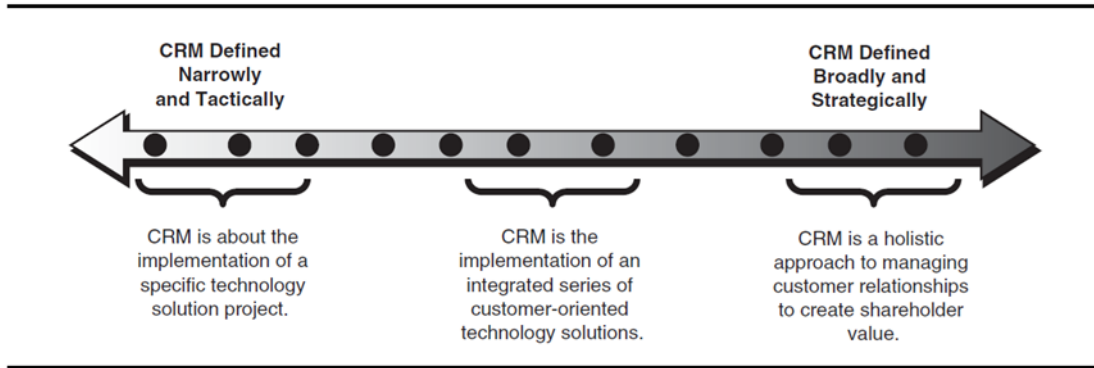 CRM Defined
Narrowly
and Tactically
CRM Defined
Broadly and
Strategically
CRM is about the
implementation of a
specific technology
solution project.
CRM is the
implementation of an
integrated series of
customer-oriented
technology solutions.
CRM is a holistic
approach to managing
customer relationships
to create shareholder
value.